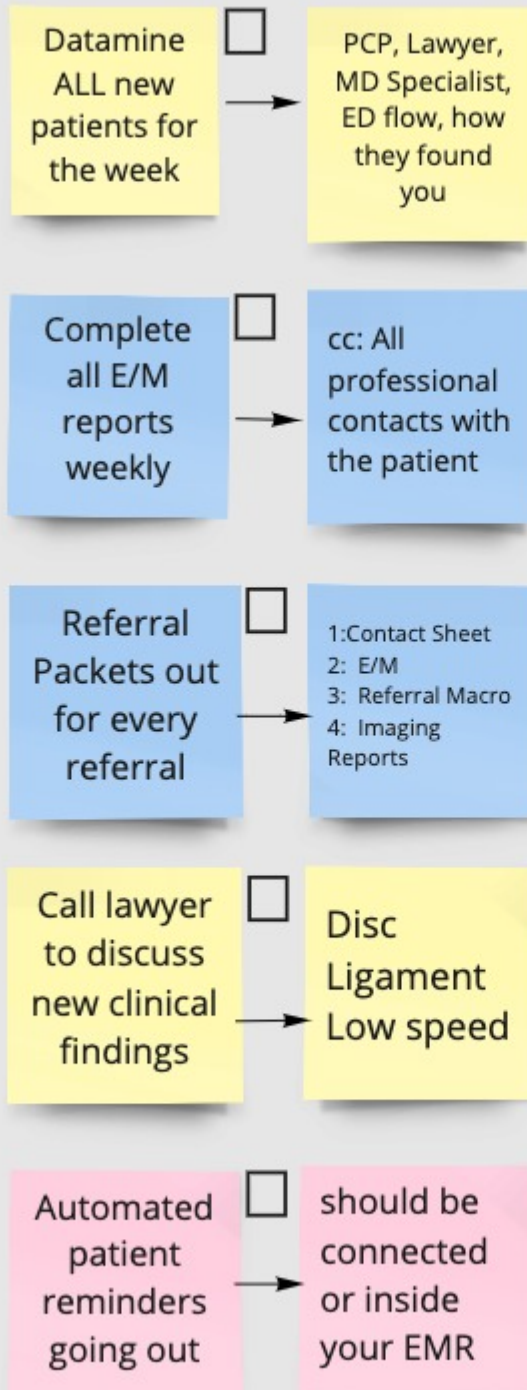 Datamine
ALL new
patients for
the week
PCP, Lawyer,
MD Specialist,
ED flow, how
they found
you
Complete
all E/M
reports
weekly
cc: All
professional
contacts with
the patient
Referral
Packets out
for every
referral
1:Contact Sheet
2: E/M
3: Referral Macro
4: Imaging
Reports
Call lawyer
to discuss
new clinical
findings
Disc
Ligament
Low speed
Automated
patient
reminders
going out
should be
connected
or inside
your EMR